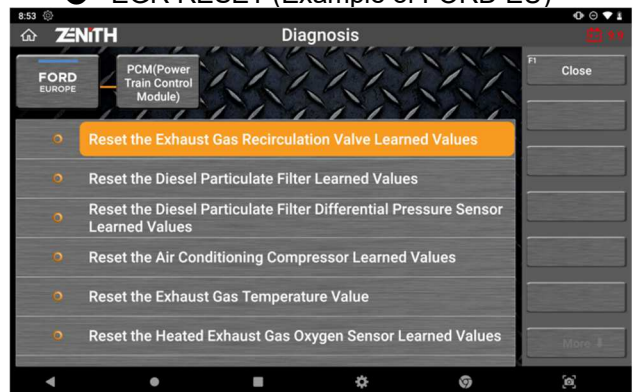 EGR RESET (Example of FORD EU)
8:53
ZENITH
Diagnosis
9.9
FORD
EUROPE
PCM(Power
Train Control
Module)
F1
Close
Reset the Exhaust Gas Recirculation Valve Learned Values
Reset the Diesel Particulate Filter Learned Values
Reset the Diesel Particulate Filter Differential Pressure Sensor
Learned Values
Reset the Air Conditioning Compressor Learned Values
Reset the Exhaust Gas Temperature Value
Reset the Heated Exhaust Gas Oxygen Sensor Learned Values
More